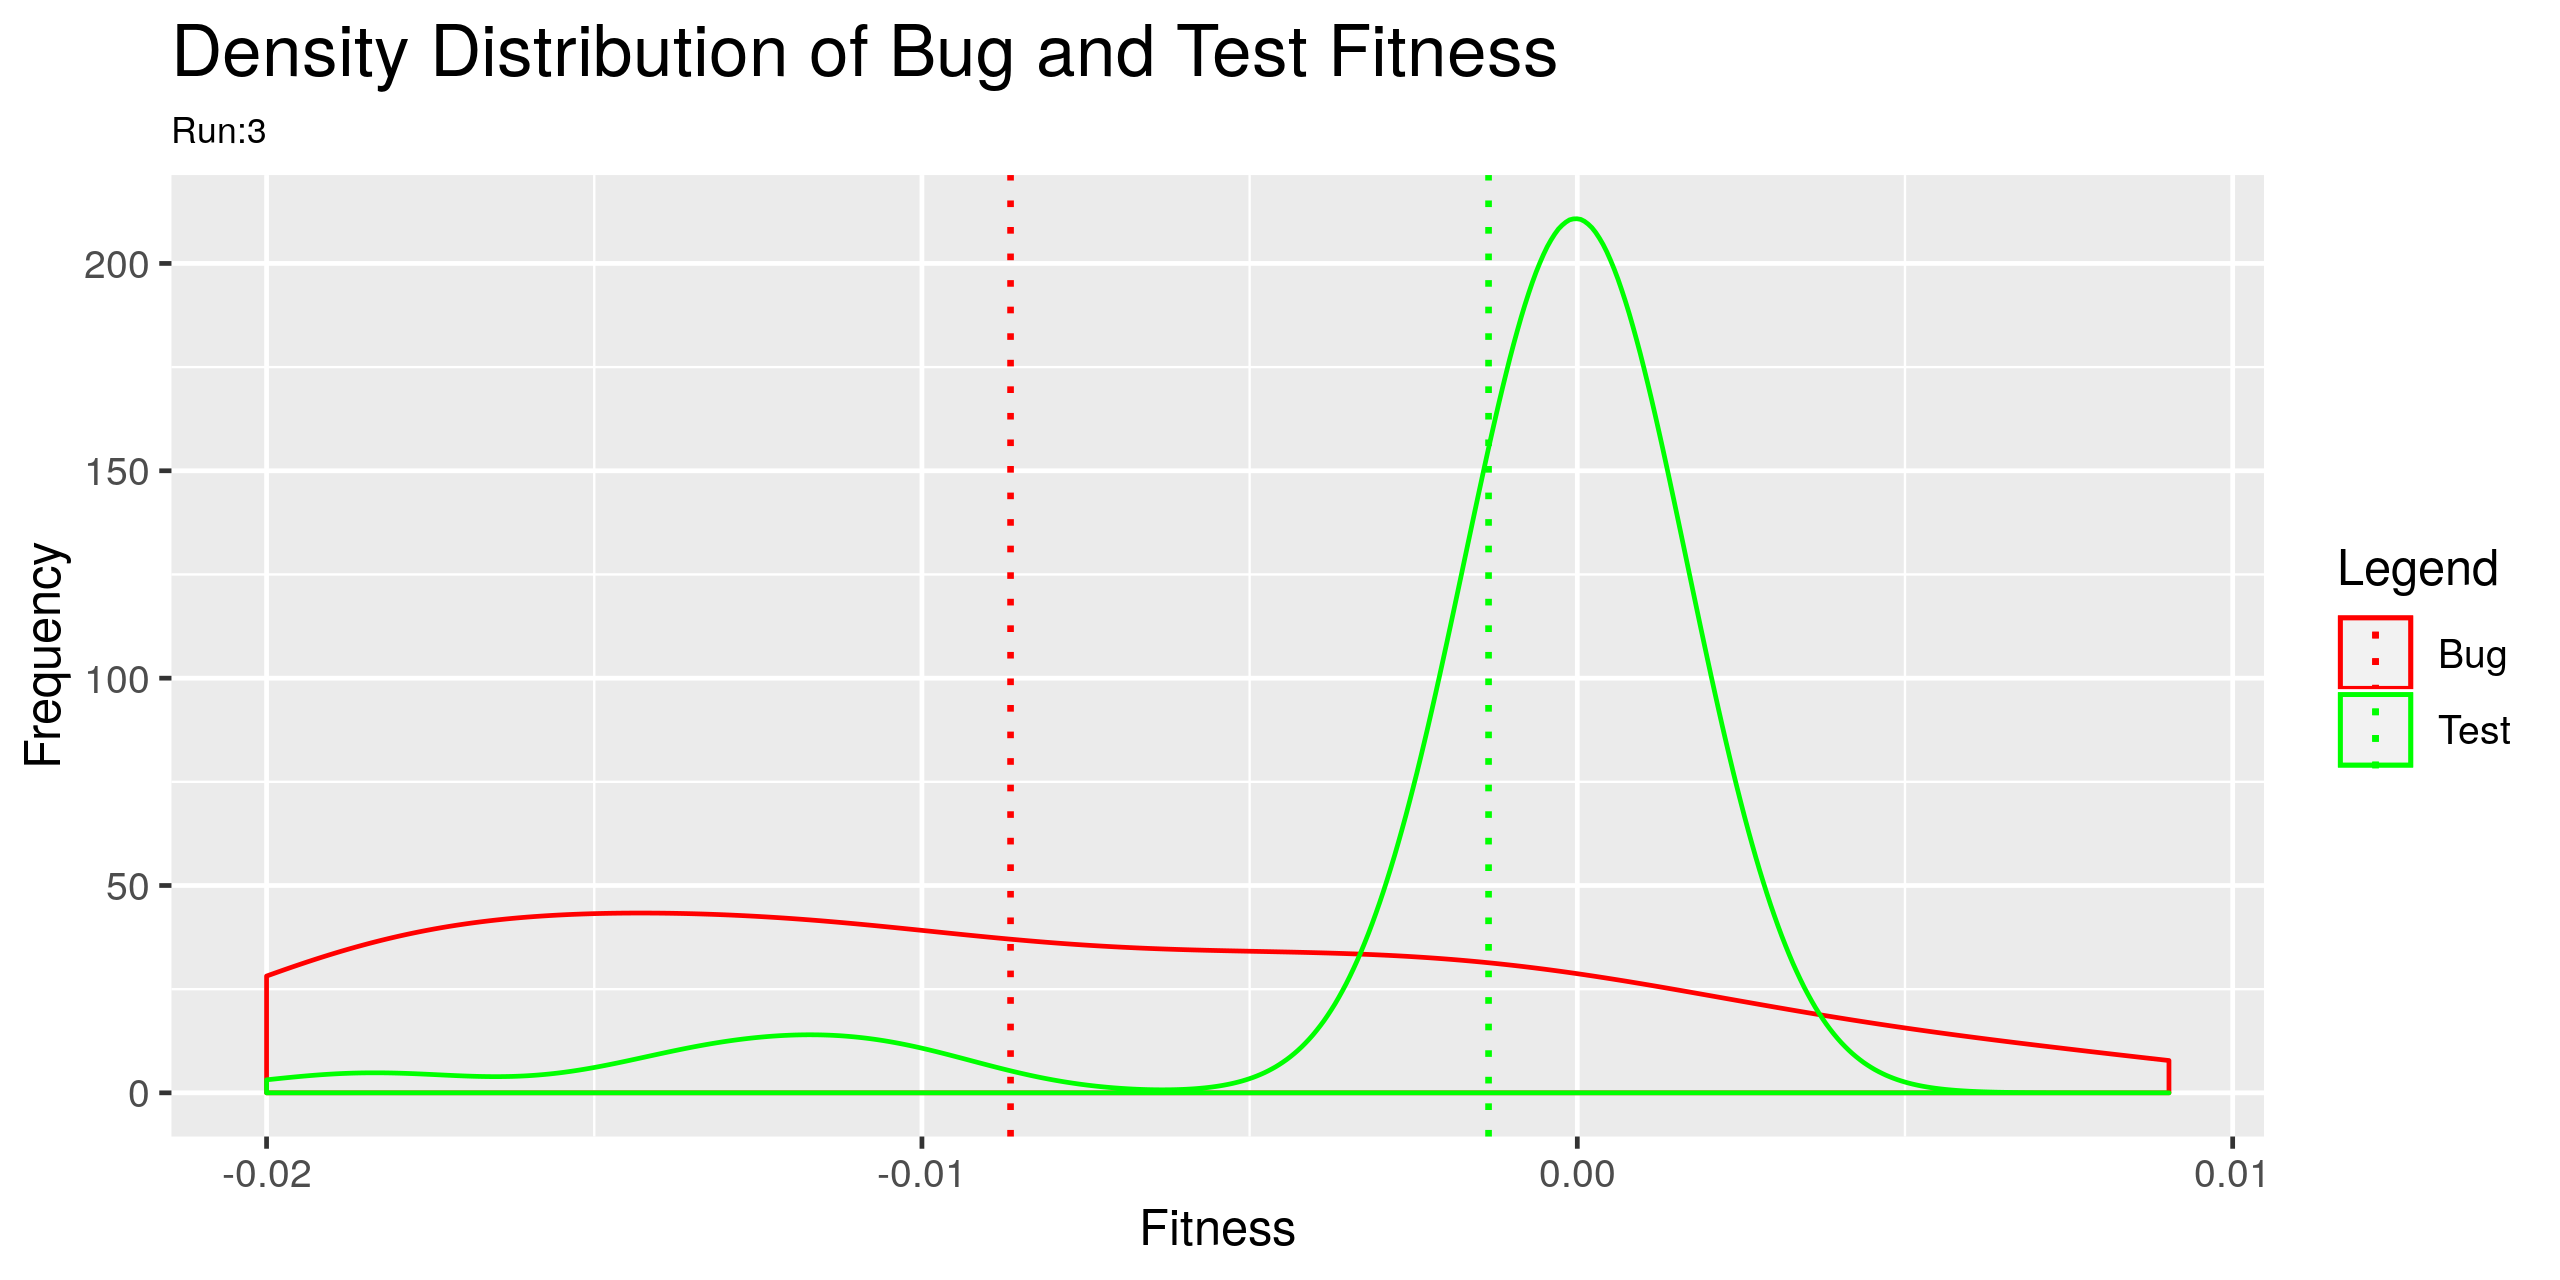 Density Distribution of Bug and Test Fitness
Run:3
200
150
100
50
0
Frequency
-0.02
-0.01
0.00
0.01
Fitness
Legend
Bug
Test